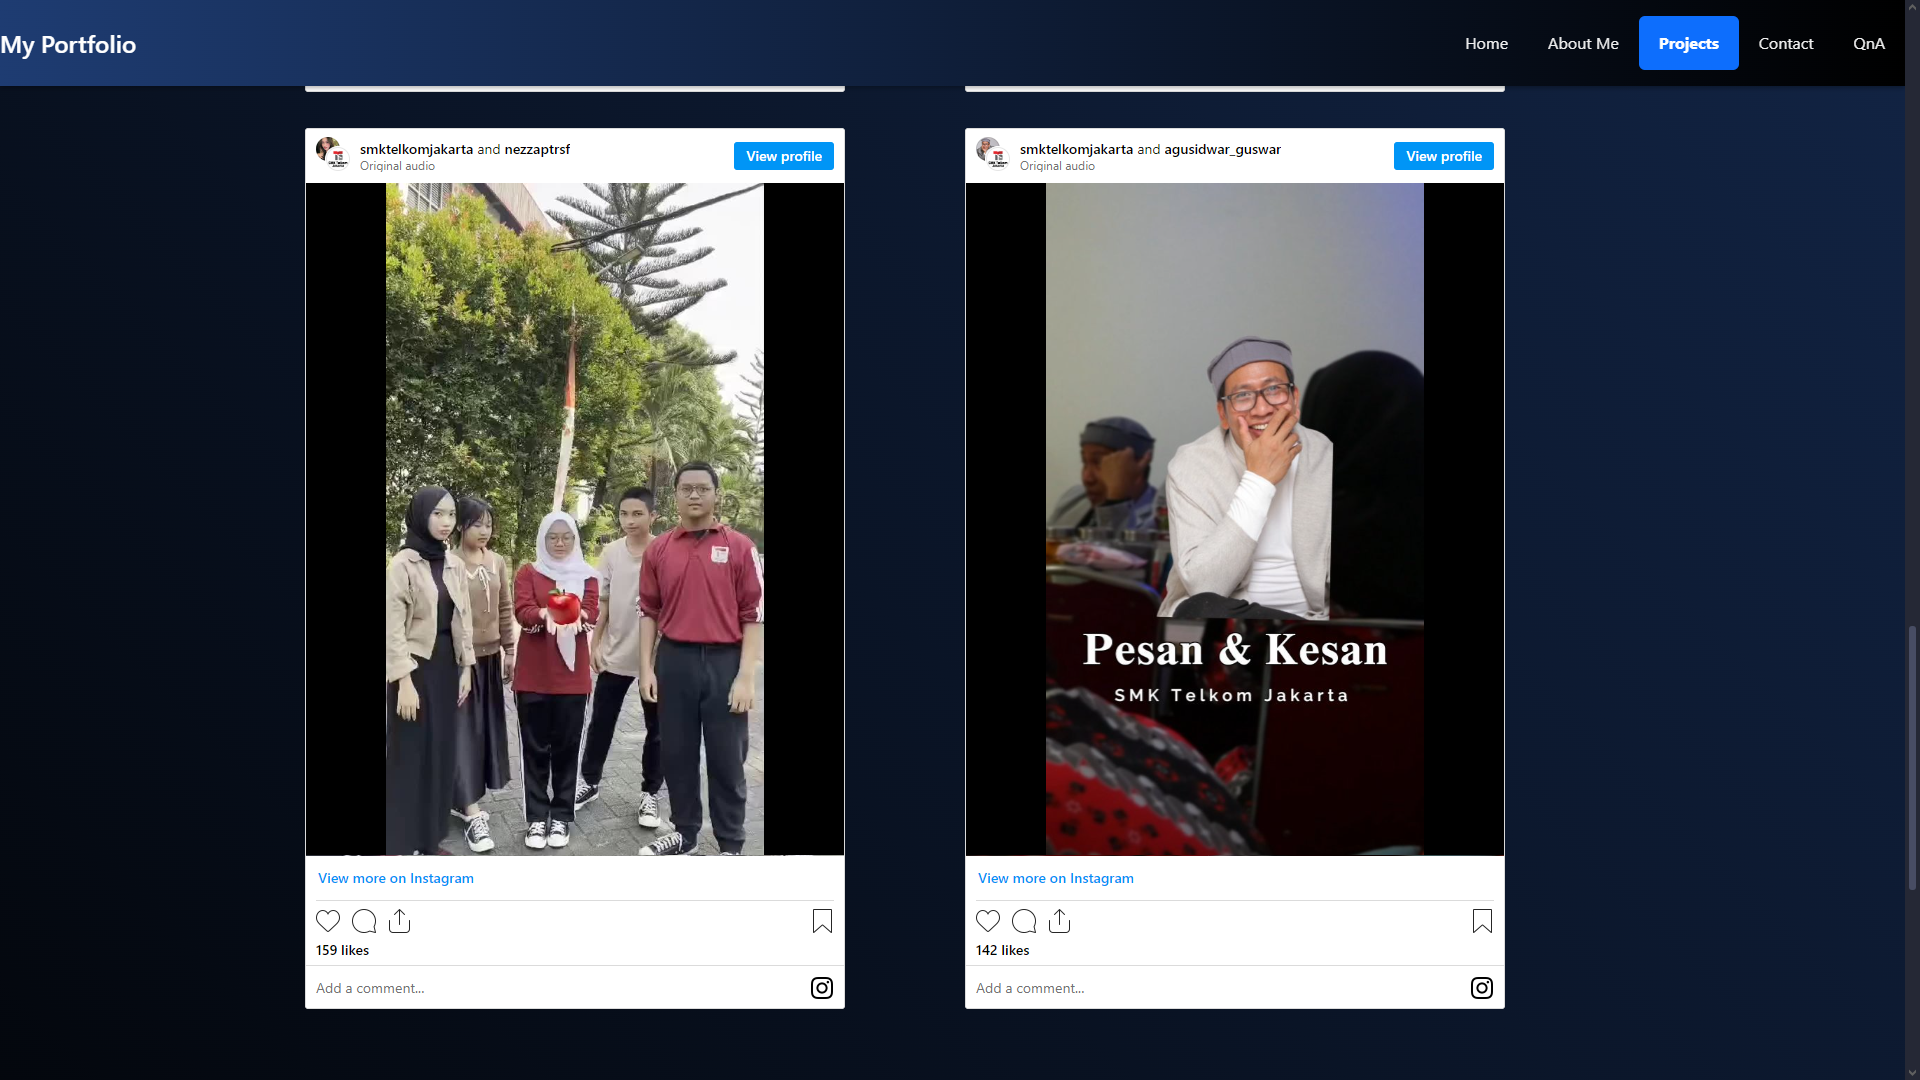 My Portfolio
Home
About Me
Projects
Contact
QnA
smktelkomjakarta and nezzaptrsf
Original audio
View profile
View more on Instagram
159 likes
Add a comment...
smktelkomjakarta and agusidwar_guswar
Original audio
View profile
Pesan & Kesan
SMK Telkom Jakarta
View more on Instagram
142 likes
Add a comment...